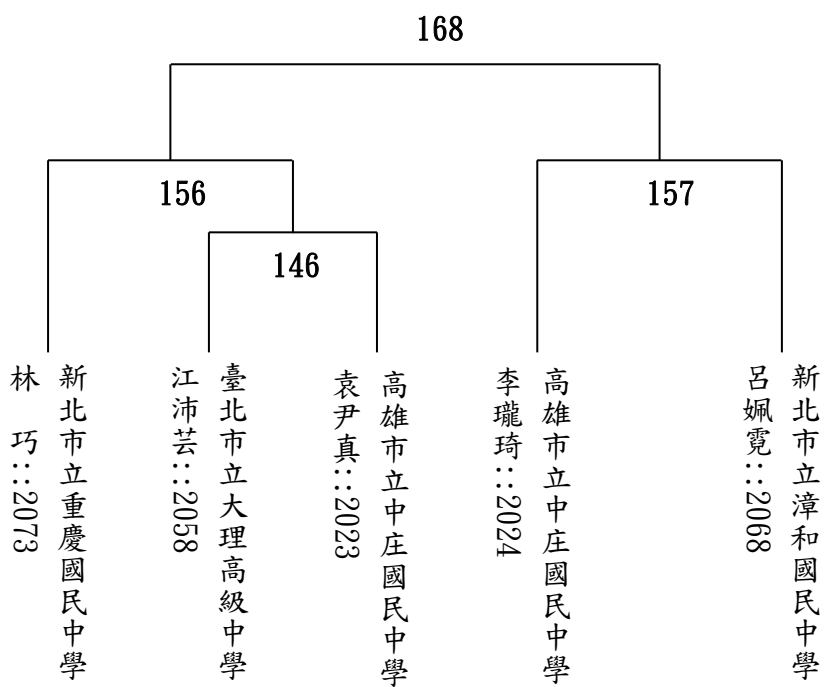 168
156
157
146
新北市立重慶國民中學
林 巧::2073
臺北市立大理高級中學
江沛芸::2058
高雄市立中庄國民中學
袁尹真::2023
高雄市立中庄國民中學
李瓏琦::2024
新北市立漳和國民中學
呂姵霓::2068